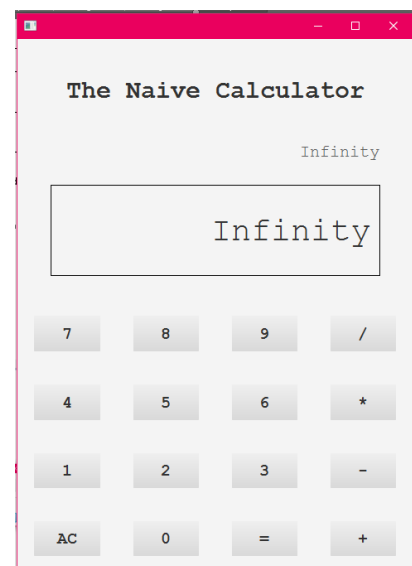 The Naive Calculator
Infinity
Infinity
7 8 9 /
4 5 6 *
1 2 3 -
AC 0 = +